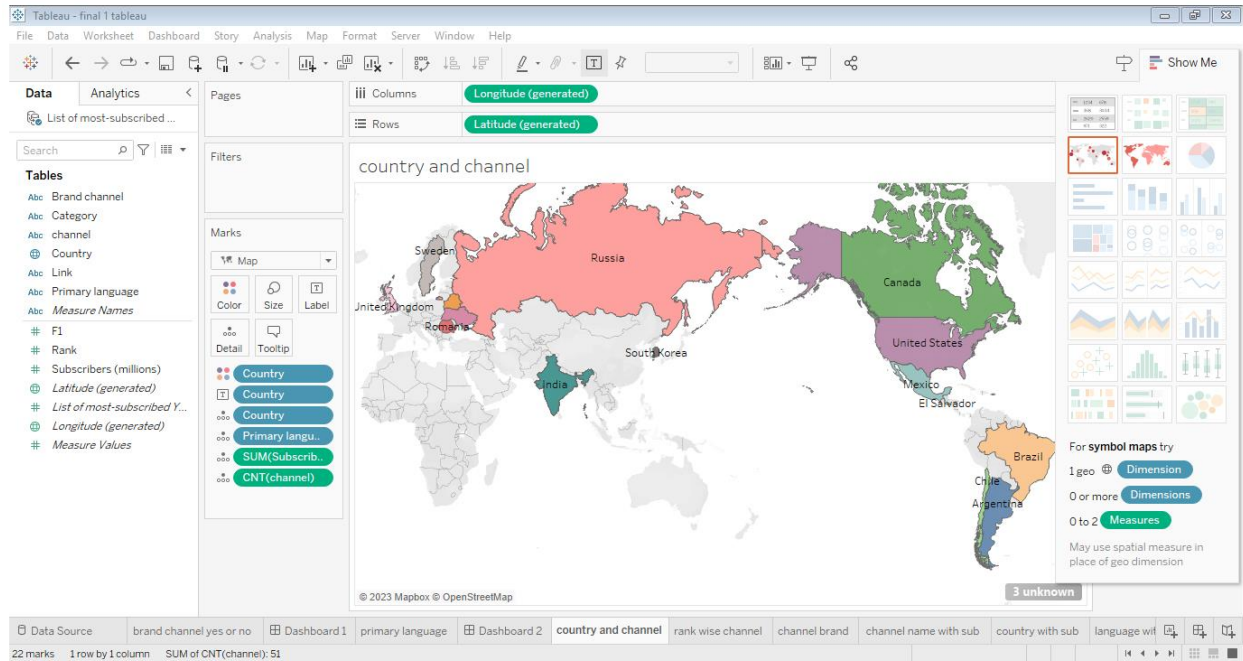 Tableau - final 1 tableau
File Data Worksheet Dashboard Story Analysis Map Format Server Window Help
Show Me
Data Analytics
Pages
iii Columns Longitude (generated)
List of most-subscribed ...
Rows Latitude (generated)
Search
Filters
country and channel
Tables
Abc Brand channel
Abc Category
Abc channel
Country
Abc Link
Abc Primary language
Abc Measure Names
# F1
# Rank
# Subscribers (millions)
Latitude (generated)
# List of most-subscribed Y...
Longitude (generated)
# Measure Values
Marks
Map
Color Size Label
Detail Tooltip
Country
Country
Country
Primary langu..
SUM(Subscrib..
CNT(channel)
Sweden
Russia
Canada
United Kingdom
Romania
United States
South Korea
India
Mexico
El Salvador
Brazil
Chile
Argentina
© 2023 Mapbox © OpenStreetMap
3 unknown
For symbol maps try
1 geo Dimension
0 or more Dimensions
0 to 2 Measures
May use spatial measure in
place of geo dimension
Data Source brand channel yes or no Dashboard 1 primary language Dashboard 2 country and channel rank wise channel channel brand channel name with sub country with sub language wit
22 marks 1 row by 1 column SUM of CNT(channel): 51